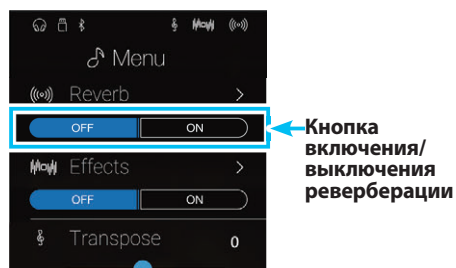 Menu
Reverb >
OFF ON
Кнопка
включения/
выключения
реверберации
Effects >
OFF ON
Transpose 0